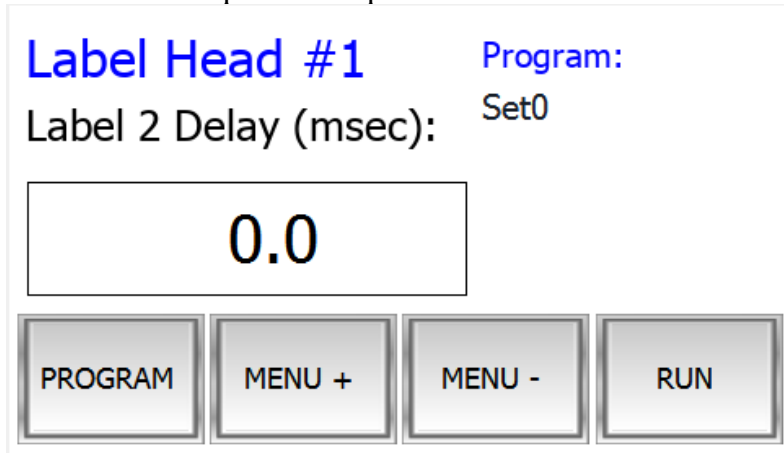 Label Head #1
Program:
Label 2 Delay (msec):
Set0
0.0
PROGRAM
MENU +
MENU -
RUN